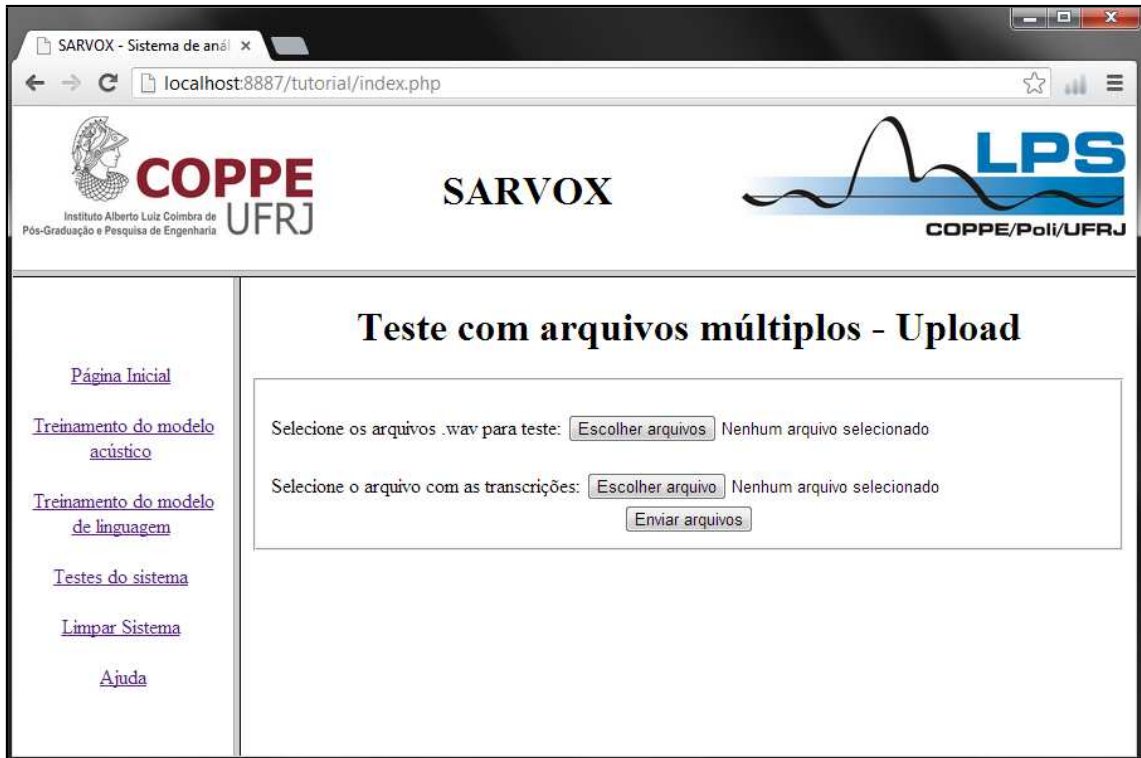 SARVOX - Sistema de anál
localhost:8887/tutorial/index.php
Instituto Alberto Luiz Coimbra de
Pós-Graduação e Pesquisa de Engenharia
COPPE
UFRJ
SARVOX
LPS
COPPE/Poli/UFRJ
Página Inicial
Treinamento do modelo
acústico
Treinamento do modelo
de linguagem
Testes do sistema
Limpar Sistema
Ajuda
Teste com arquivos múltiplos - Upload
Selecione os arquivos .wav para teste: Escolher arquivos Nenhum arquivo selecionado
Selecione o arquivo com as transcrições: Escolher arquivo Nenhum arquivo selecionado
Enviar arquivos